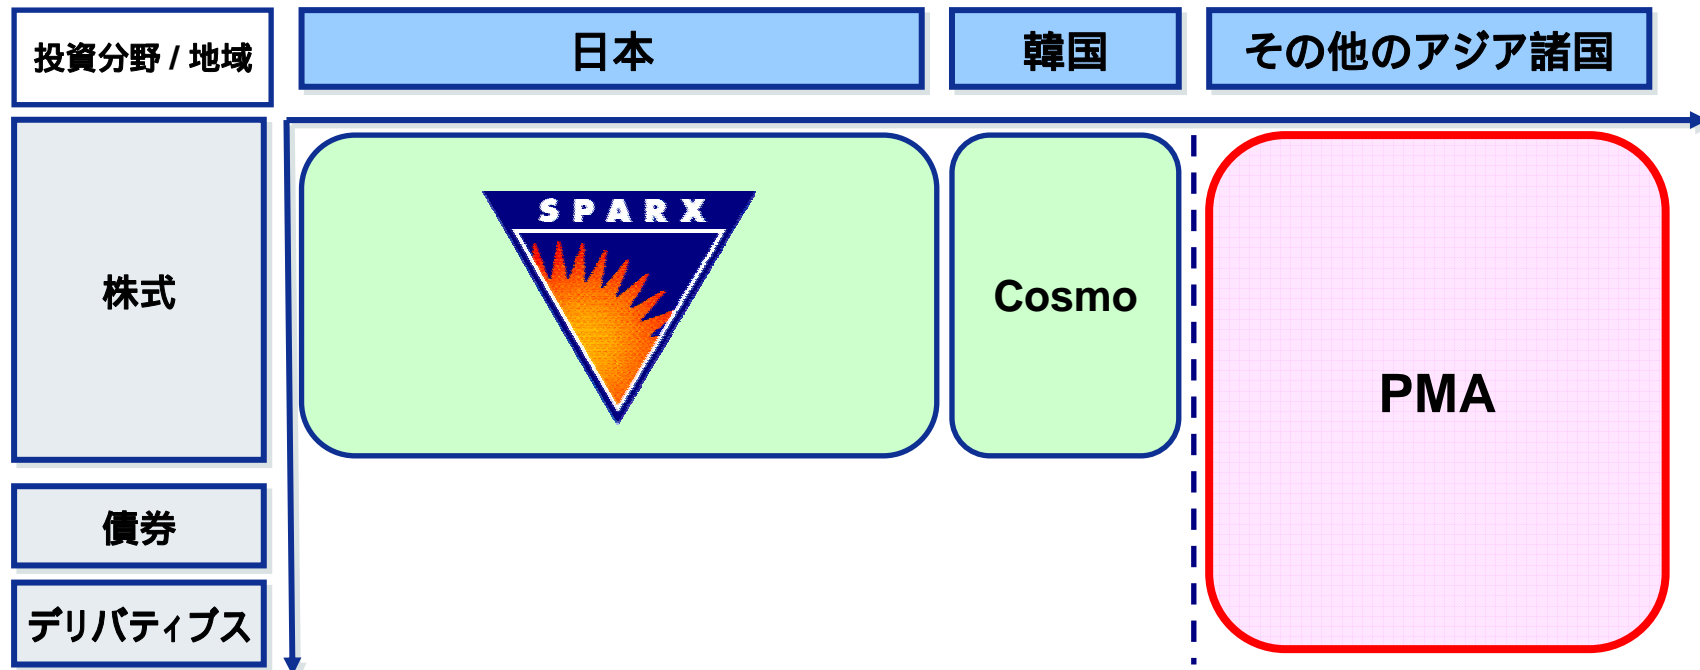 投資分野 / 地域
日本
韓国
その他のアジア諸国
株式
SPARX
Cosmo
PMA
債券
デリバティブス